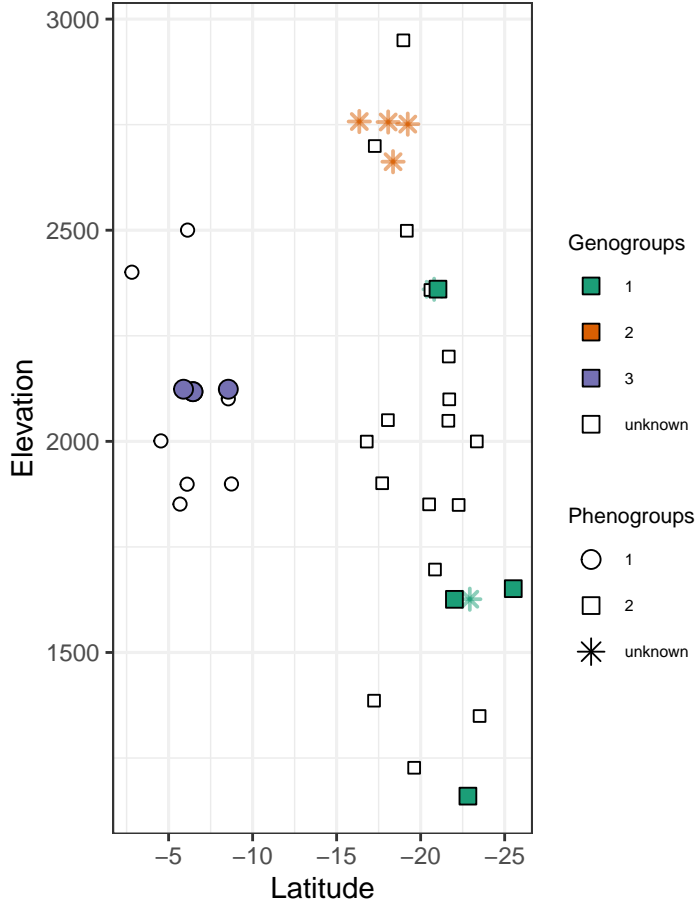 3000
2500
2000
1500
Elevation
−5
−10
−15
−20
−25
Latitude
Genogroups
1
2
3
unknown
Phenogroups
1
2
unknown